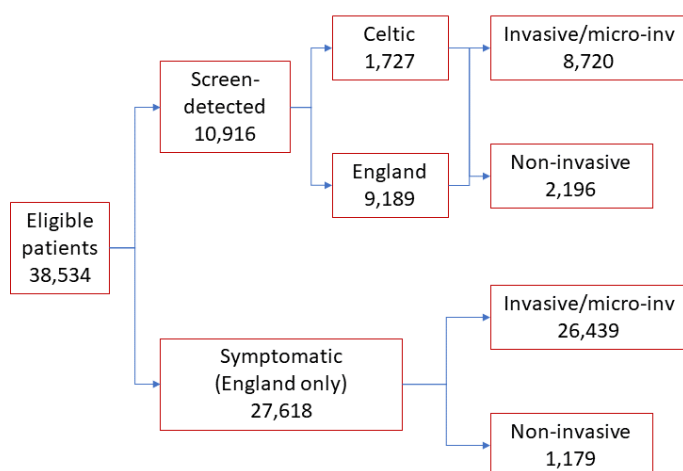 Eligible
patients
38,534
Screen-
detected
10,916
Celtic
1,727
England
9,189
Invasive/micro-inv
8,720
Non-invasive
2,196
Symptomatic
(England only)
27,618
Invasive/micro-inv
26,439
Non-invasive
1,179